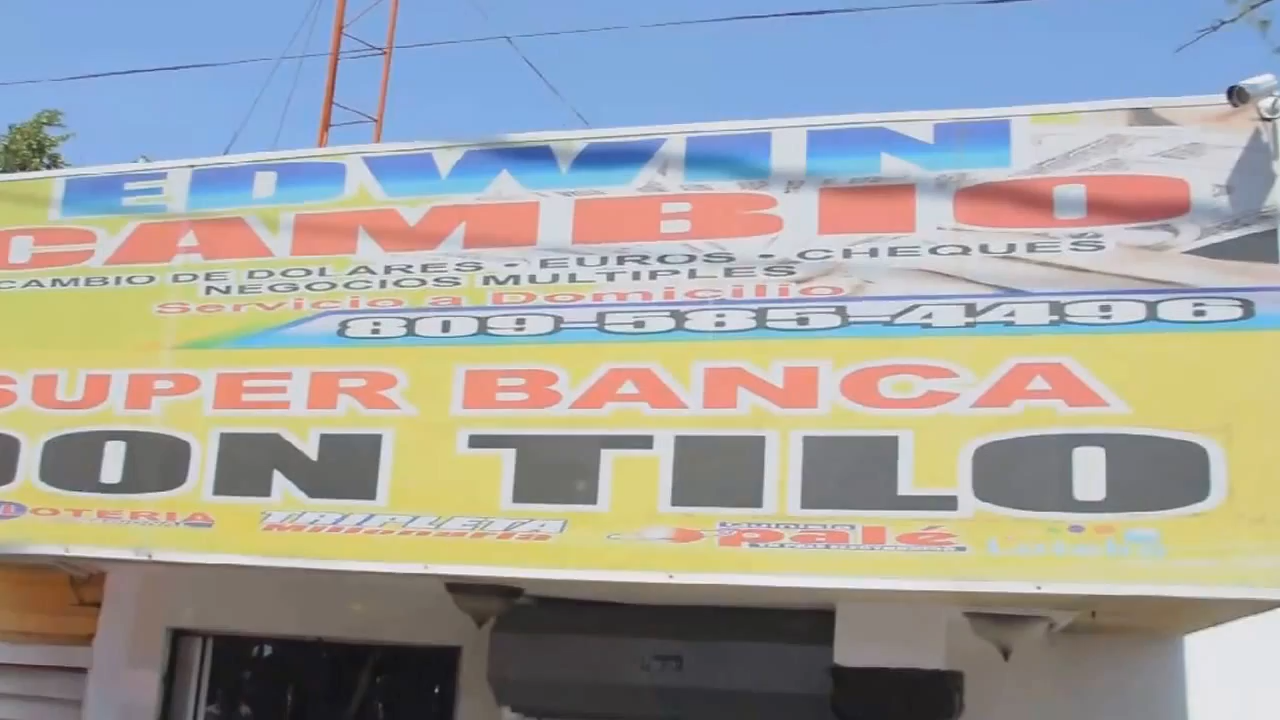 EDWIN
CAMBIO
CAMBIO DE DOLARES • EUROS • CHEQUES
NEGOCIOS MULTIPLES
Servicio a Domicilio
809-585-4496
SUPER BANCA
DON TILO
LOTERIA
TRIPLETA
Millonaria
Quiniela
palé